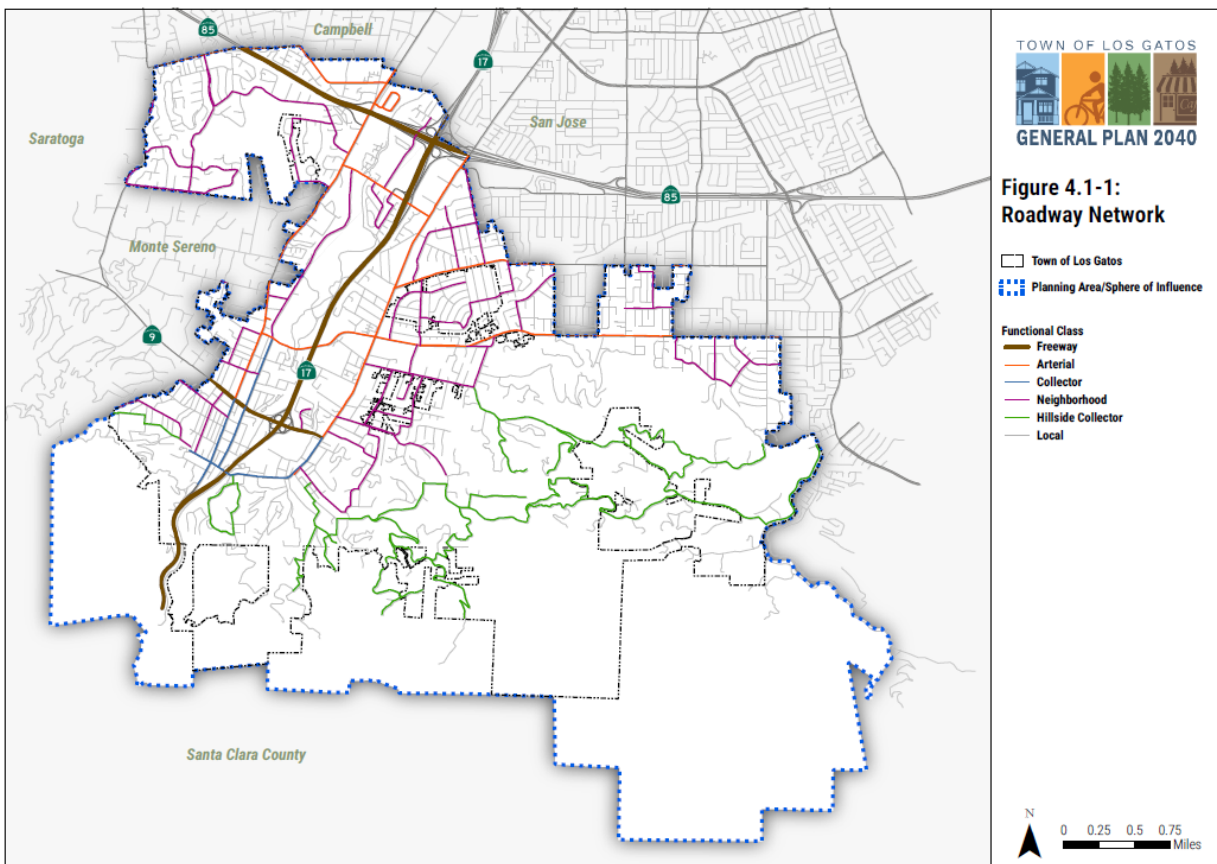 85
Campbell
17
San Jose
Saratoga
85
Monte Sereno
9
17
Santa Clara County
TOWN OF LOS GATOS
Café
GENERAL PLAN 2040
Figure 4.1-1:
Roadway Network
Town of Los Gatos
Planning Area/Sphere of Influence
Functional Class
Freeway
Arterial
Collector
Neighborhood
Hillside Collector
Local
N
0 0.25 0.5 0.75
Miles